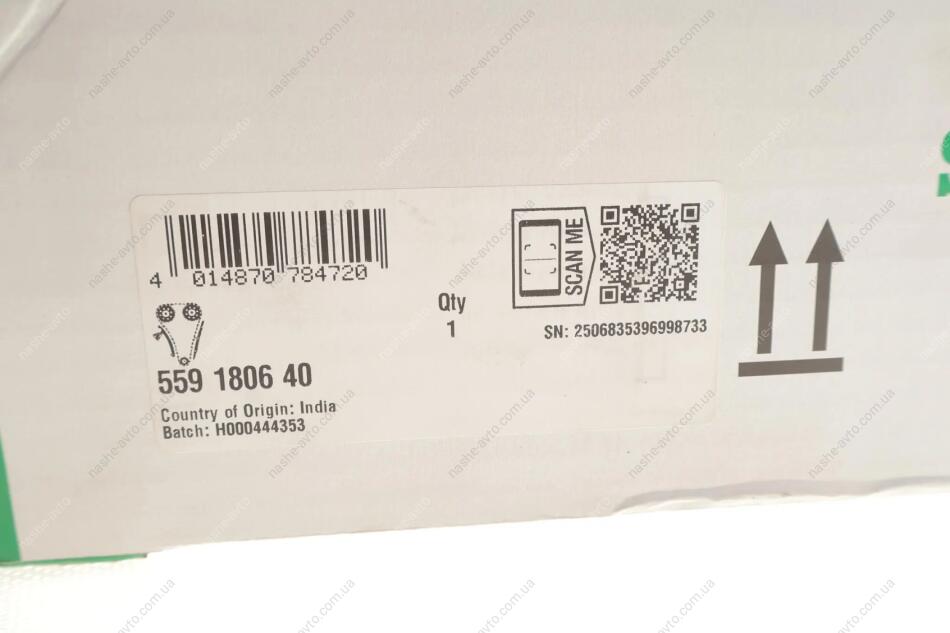 4 014870 784720
SCAN ME
Qty
1
SN: 2506835396998733
559 1806 40
Country of Origin: India
Batch: H000444353
nashe-avto.com.ua